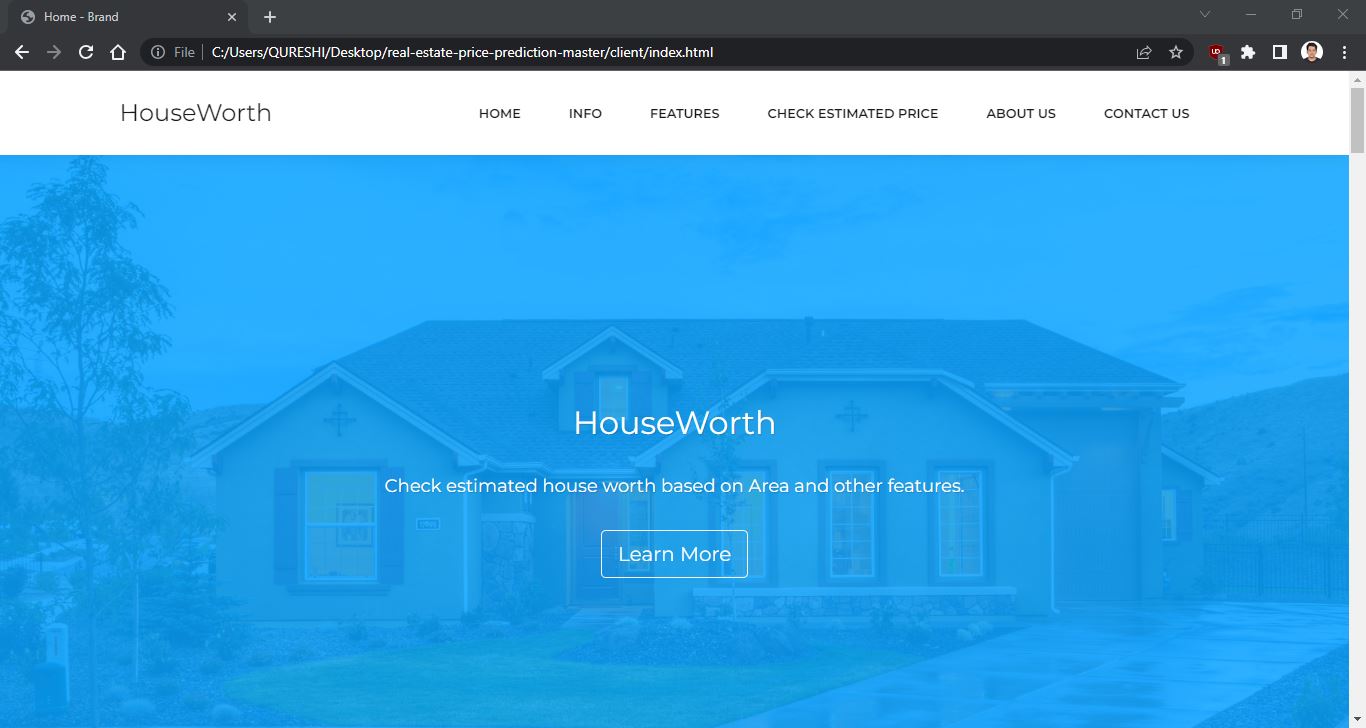 Home - Brand
File
C:/Users/QURESHI/Desktop/real-estate-price-prediction-master/client/index.html
1
HouseWorth
HOME
INFO
FEATURES
CHECK ESTIMATED PRICE
ABOUT US
CONTACT US
HouseWorth
Check estimated house worth based on Area and other features.
Learn More